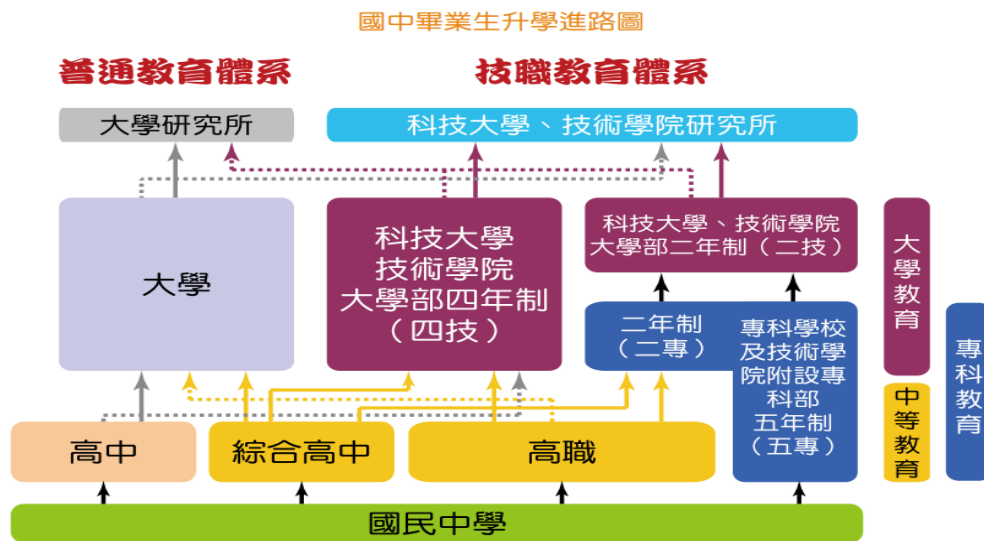 國中畢業生升學進路圖
普通教育體系
技職教育體系
大學研究所
科技大學、技術學院研究所
大學
科技大學
技術學院
大學部四年制
（四技）
科技大學、技術學院
大學部二年制（二技）
二年制
（二專）
專科學校
及技術學
院附設專
科部
五年制
（五專）
大學教育
中等教育
專科教育
高中
綜合高中
高職
國民中學